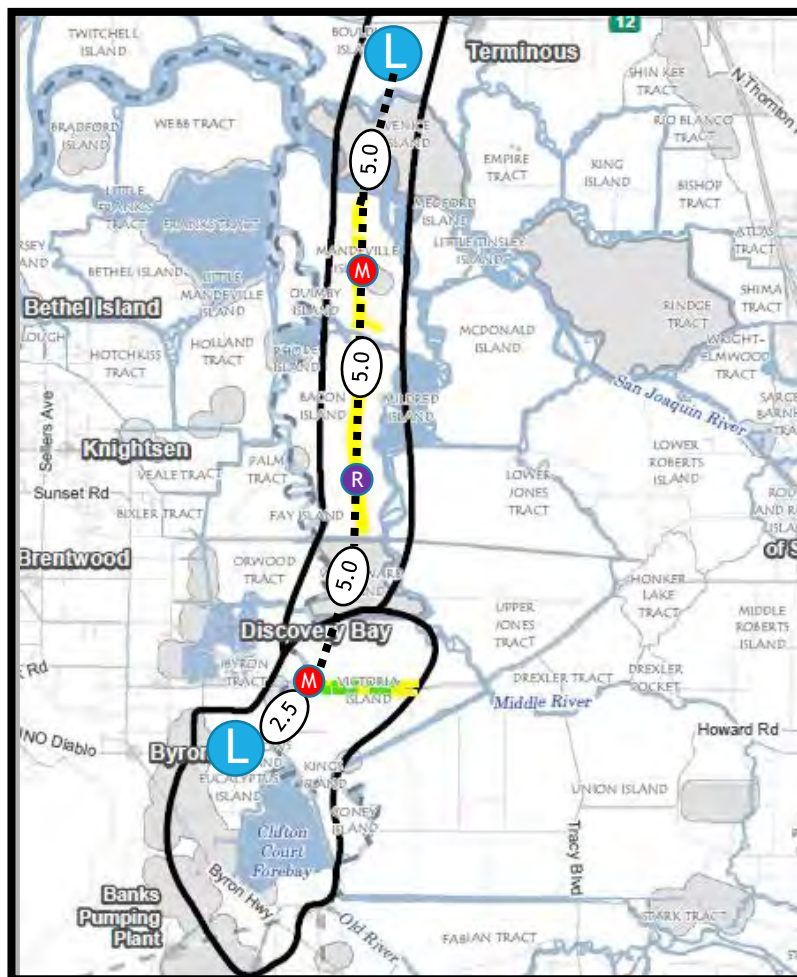 12
TWITCHELL
ISLAND
L
Terminous
SHIN KEE
TRACT
N Thornton
BRADFORD
ISLAND
WEBB TRACT
5.0
VENICE
ISLAND
EMPIRE
TRACT
KING
ISLAND
RIO BLANCO
TRACT
BISHOP
TRACT
LITTLE
FRANKS
TRACT
FRANKS TRACT
MEDFORD
ISLAND
LITTLE TINSLEY
ISLAND
ATLAS
TRACT
BETHEL ISLAND
LITTLE
MANDEVILLE
ISLAND
MANDEVILLE
M
QUIMBY
ISLAND
SHIMA
TRACT
Bethel Island
RINDGE
TRACT
HOTCHKISS
TRACT
HOLLAND
TRACT
RHODE
ISLAND
5.0
MCDONALD
ISLAND
WRIGHT-
ELMWOOD
TRACT
BACON
ISLAND
MILDRED
ISLAND
San Joaquin River
Sellers Ave
Knightsen
PALM
TRACT
VEALE TRACT
Sunset Rd
BIXLER TRACT
R
LOWER
JONES
TRACT
LOWER
ROBERTS
ISLAND
FAY ISLAND
Brentwood
ORWOOD
TRACT
5.0
HONKER
LAKE
TRACT
UPPER
JONES
TRACT
MIDDLE
ROBERTS
ISLAND
Discovery Bay
BYRON
TRACT
M
VICTORIA
ISLAND
DREXLER TRACT
DREXLER
POCKET
Middle River
2.5
L
Howard Rd
Diablo
EUCALYPTUS
ISLAND
KINGS
ISLAND
UNION ISLAND
CONEY
ISLAND
Clifton
Court
Forebay
Tracy Blvd
Byron Hwy
Banks
Pumping
Plant
Old River
STARK TRACT
FABIAN TRACT